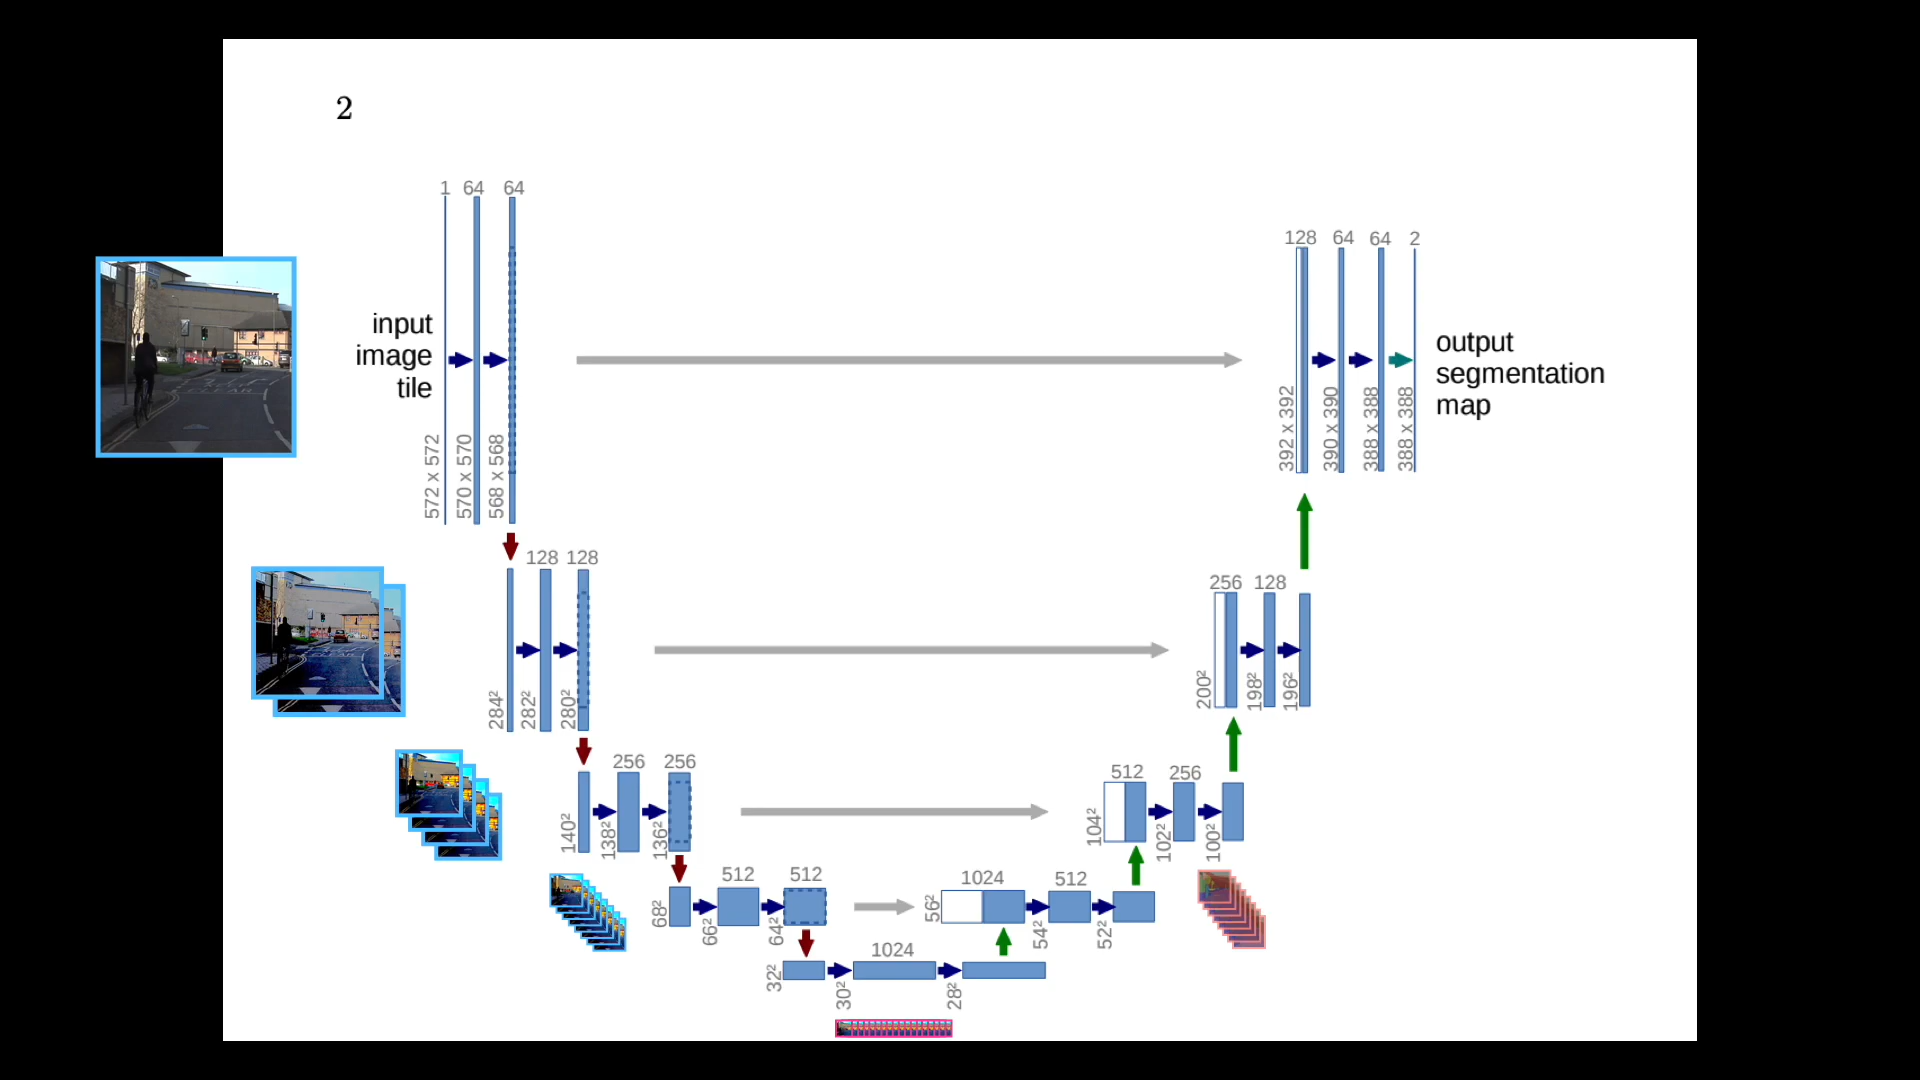 2
1 64 64
128 64 64 2
input
image
tile
output
segmentation
map
572 x 572
570 x 570
568 x 568
392 x 392
390 x 390
388 x 388
388 x 388
128 128
256 128
284²
282²
280²
200²
198²
196²
256 256
512 256
140²
138²
136²
104²
102²
100²
512 512
1024 512
68²
66²
64²
56²
54²
52²
1024
32²
30²
28²